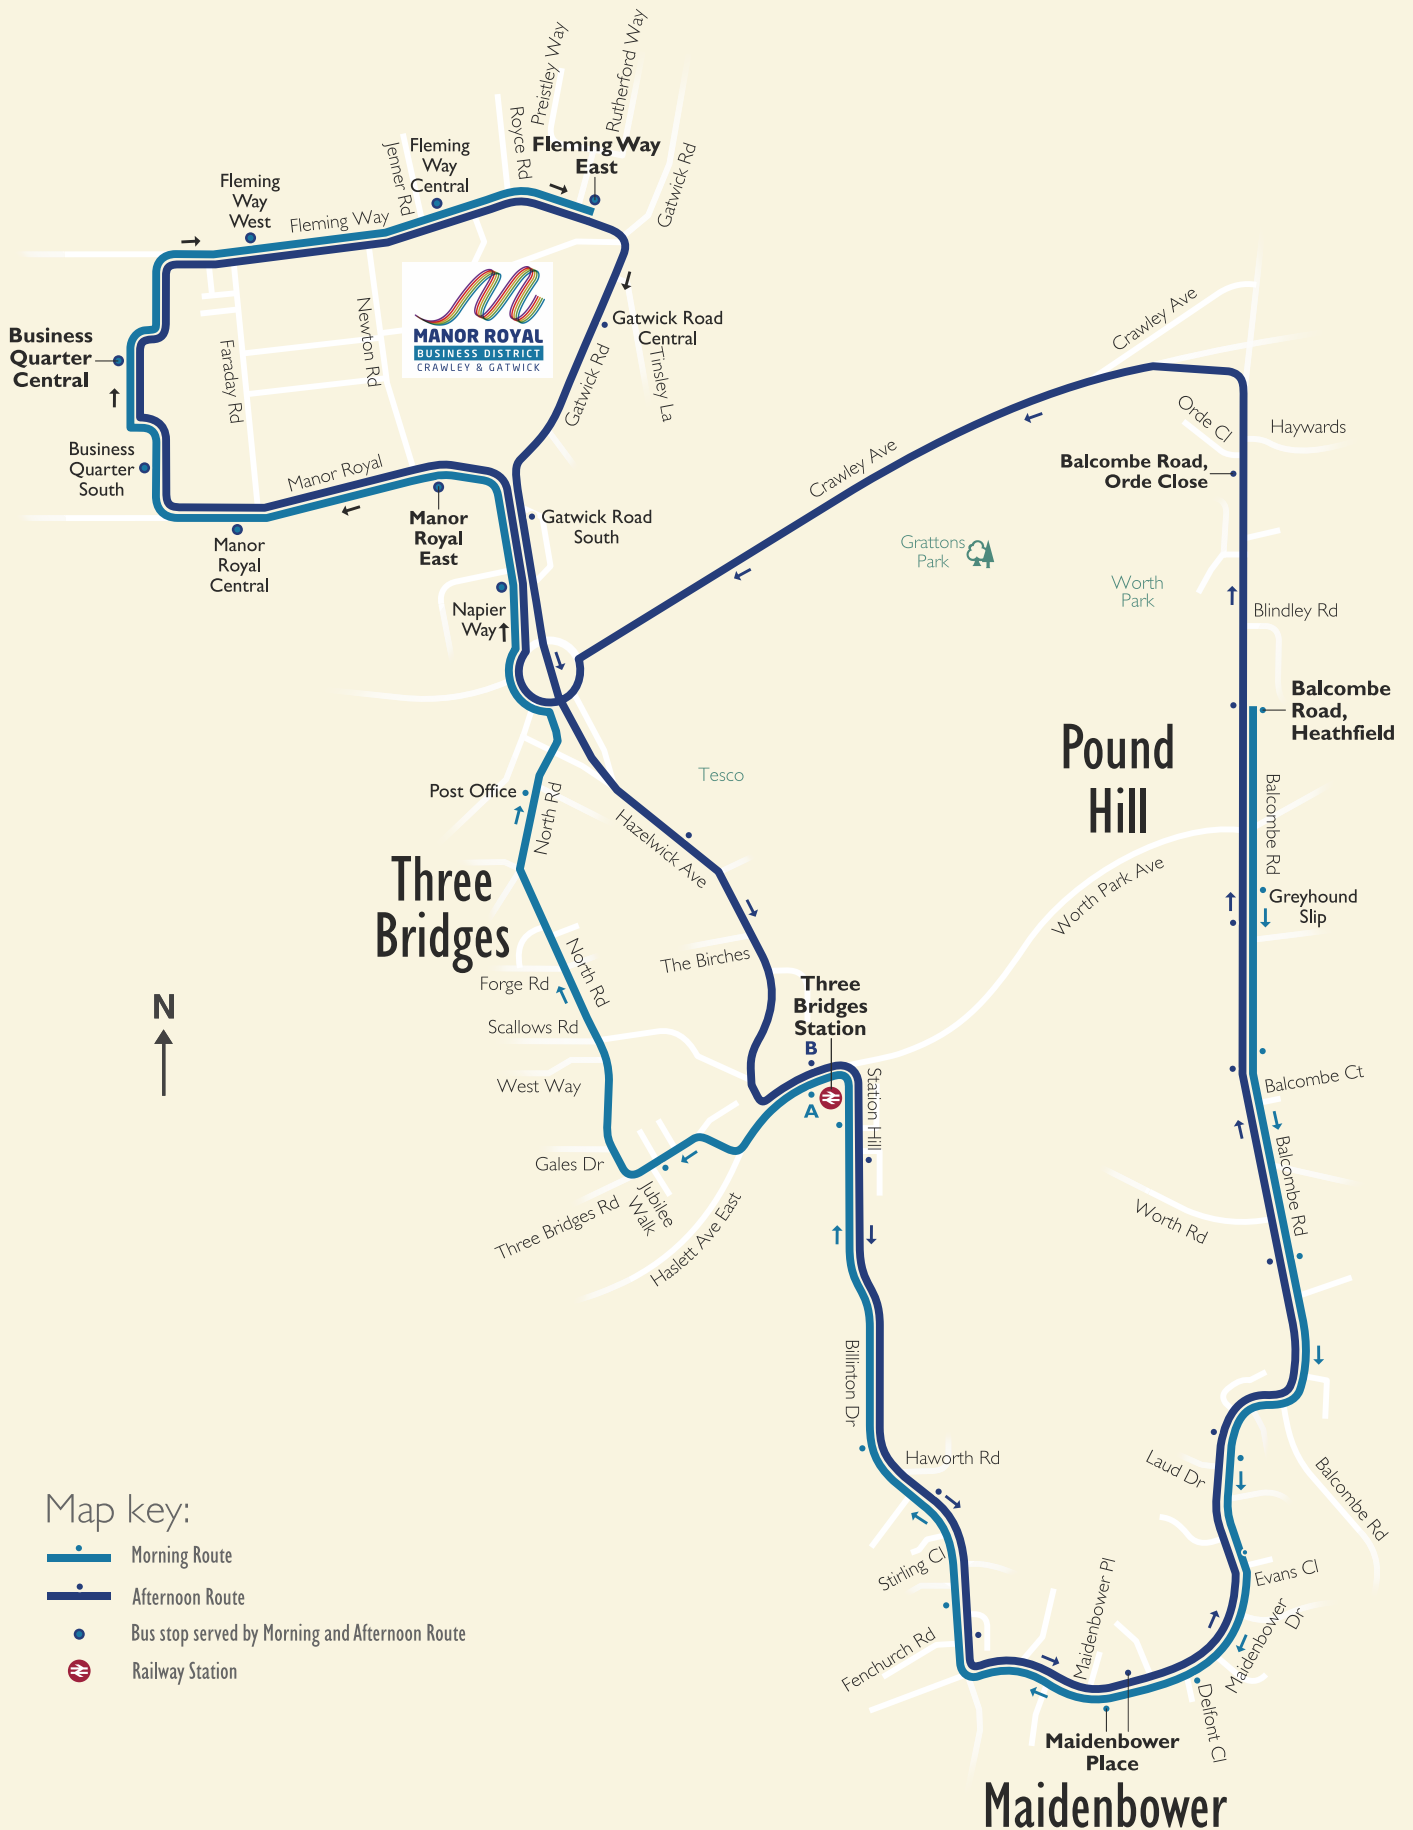 Preistley Way
Rutherford Way
Royce Rd
Jenner Rd
Fleming
Way
Central
Fleming Way
East
Gatwick Rd
Fleming
Way
West
Fleming Way
MANOR ROYAL
BUSINESS DISTRICT
CRAWLEY & GATWICK
Gatwick Road
Central
Tinsley La
Gatwick Rd
Newton Rd
Faraday Rd
Business
Quarter
Central
Business
Quarter
South
Manor Royal
Manor
Royal
East
Manor
Royal
Central
Gatwick Road
South
Napier
Way
Crawley Ave
Crawley Ave
Orde Cl
Haywards
Balcombe Road,
Orde Close
Grattons
Park
Worth
Park
Blindley Rd
Balcombe
Road,
Heathfield
Pound
Hill
Tesco
Post Office
North Rd
Hazelwick Ave
Three
Bridges
Balcombe Rd
Worth Park Ave
Greyhound
Slip
The Birches
North Rd
Forge Rd
Scallows Rd
West Way
Three
Bridges
Station
B
A
Station Hill
Balcombe Ct
Balcombe Rd
Worth Rd
Gales Dr
Jubilee
Walk
Three Bridges Rd
Haslett Ave East
N
Billinton Dr
Haworth Rd
Laud Dr
Balcombe Rd
Stirling Cl
Evans Cl
Maidenbower Pl
Maidenbower
Dr
Fenchurch Rd
Delfont Cl
Maidenbower
Place
Maidenbower
Map key:
Morning Route
Afternoon Route
Bus stop served by Morning and Afternoon Route
Railway Station